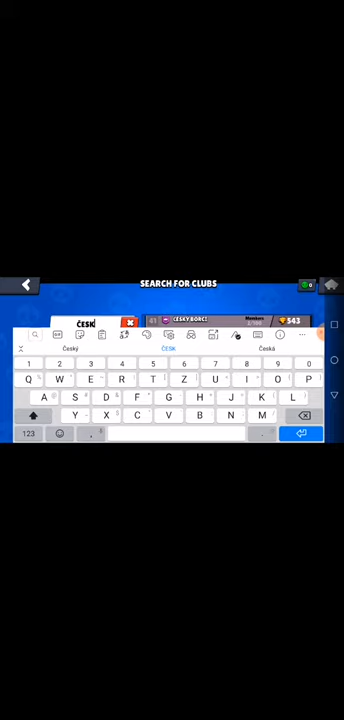 SEARCH FOR CLUBS
0
ČESK
ČESKÝ BORCI
Members
543
Český ČESK Česká
1 2 3 4 5 6 7 8 9 0
Q W E R T Z U I O P
A S D F G H J K L
Y X C V B N M
123 , .